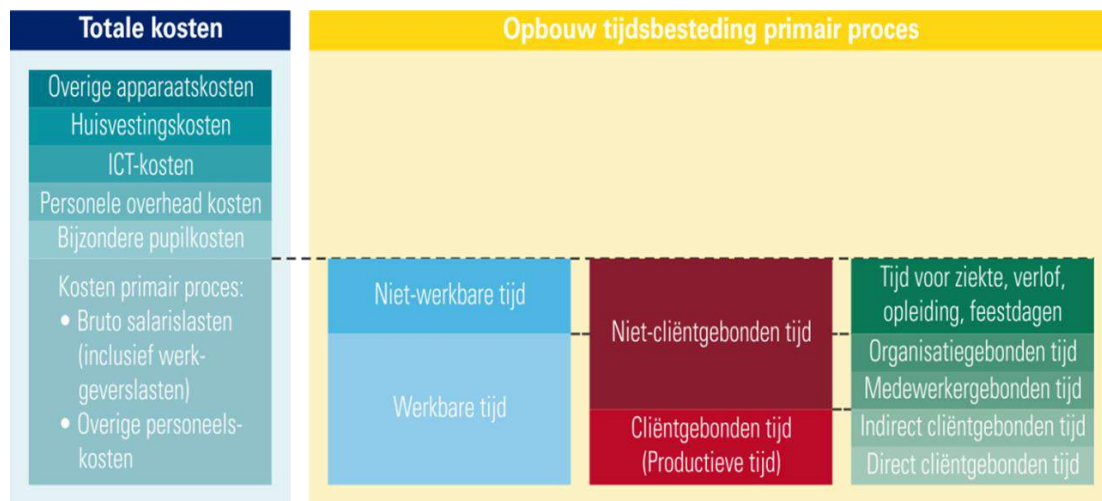 Totale kosten
Overige apparaatskosten
Huisvestingskosten
ICT-kosten
Personele overhead kosten
Bijzondere pupilkosten
Kosten primair proces:
• Bruto salarislasten
(inclusief werk-
geverslasten)
• Overige personeels-
kosten
Opbouw tijdsbesteding primair proces
Niet-werkbare tijd
Werkbare tijd
Niet-cliëntgebonden tijd
Cliëntgebonden tijd
(Productieve tijd)
Tijd voor ziekte, verlof,
opleiding, feestdagen
Organisatiegebonden tijd
Medewerkergebonden tijd
Indirect cliëntgebonden tijd
Direct cliëntgebonden tijd